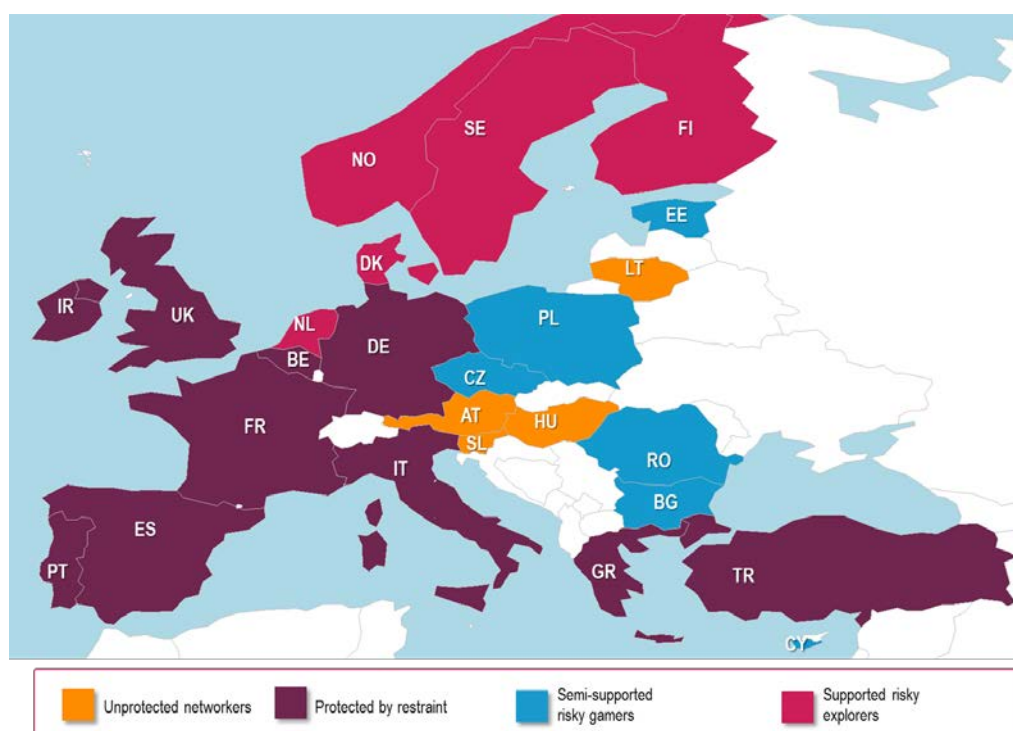 SE
FI
NO
EE
DK
LT
IR
UK
NL
PL
DE
BE
CZ
AT
HU
FR
SL
RO
IT
BG
ES
PT
GR
TR
CY
Unprotected networkers
Protected by restraint
Semi-supported
risky gamers
Supported risky
explorers